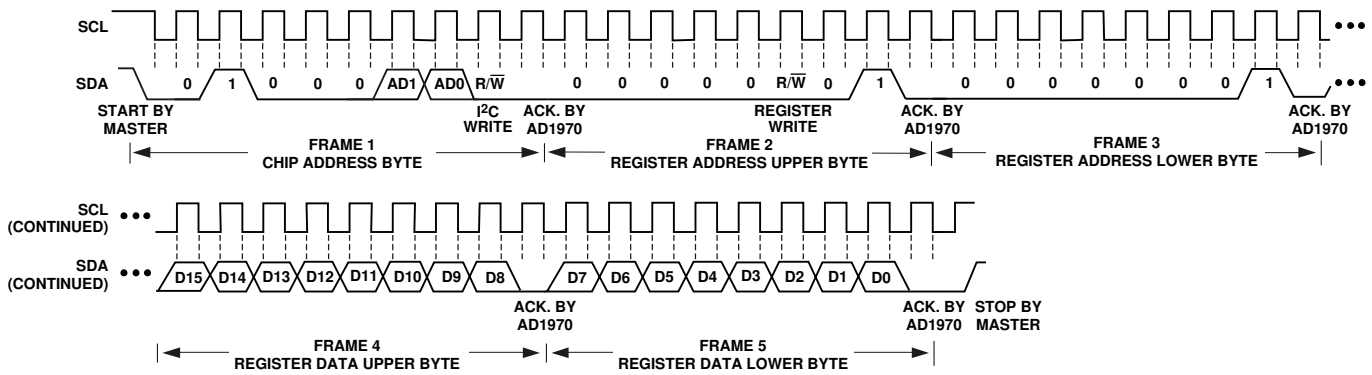 SCL
SDA
0 1 0 0 0 AD1 AD0 R/W̅ 0 0 0 0 0 R/W̅ 0 1 0 0 0 0 0 0 0 1
START BY
MASTER
I²C
WRITE
ACK. BY
AD1970
REGISTER
WRITE
ACK. BY
AD1970
ACK. BY
AD1970
FRAME 1
CHIP ADDRESS BYTE
FRAME 2
REGISTER ADDRESS UPPER BYTE
FRAME 3
REGISTER ADDRESS LOWER BYTE
SCL
(CONTINUED)
SDA
(CONTINUED)
D15 D14 D13 D12 D11 D10 D9 D8 D7 D6 D5 D4 D3 D2 D1 D0
ACK. BY
AD1970
ACK. BY
AD1970
STOP BY
MASTER
FRAME 4
REGISTER DATA UPPER BYTE
FRAME 5
REGISTER DATA LOWER BYTE